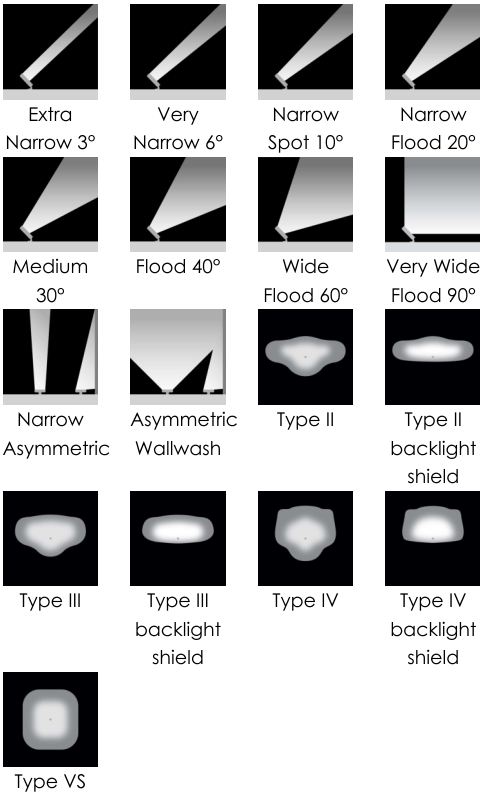 Extra
Narrow 3°
Very
Narrow 6°
Narrow
Spot 10°
Narrow
Flood 20°
Medium
30°
Flood 40°
Wide
Flood 60°
Very Wide
Flood 90°
Narrow
Asymmetric
Asymmetric
Wallwash
Type II
Type II
backlight
shield
Type III
Type III
backlight
shield
Type IV
Type IV
backlight
shield
Type VS